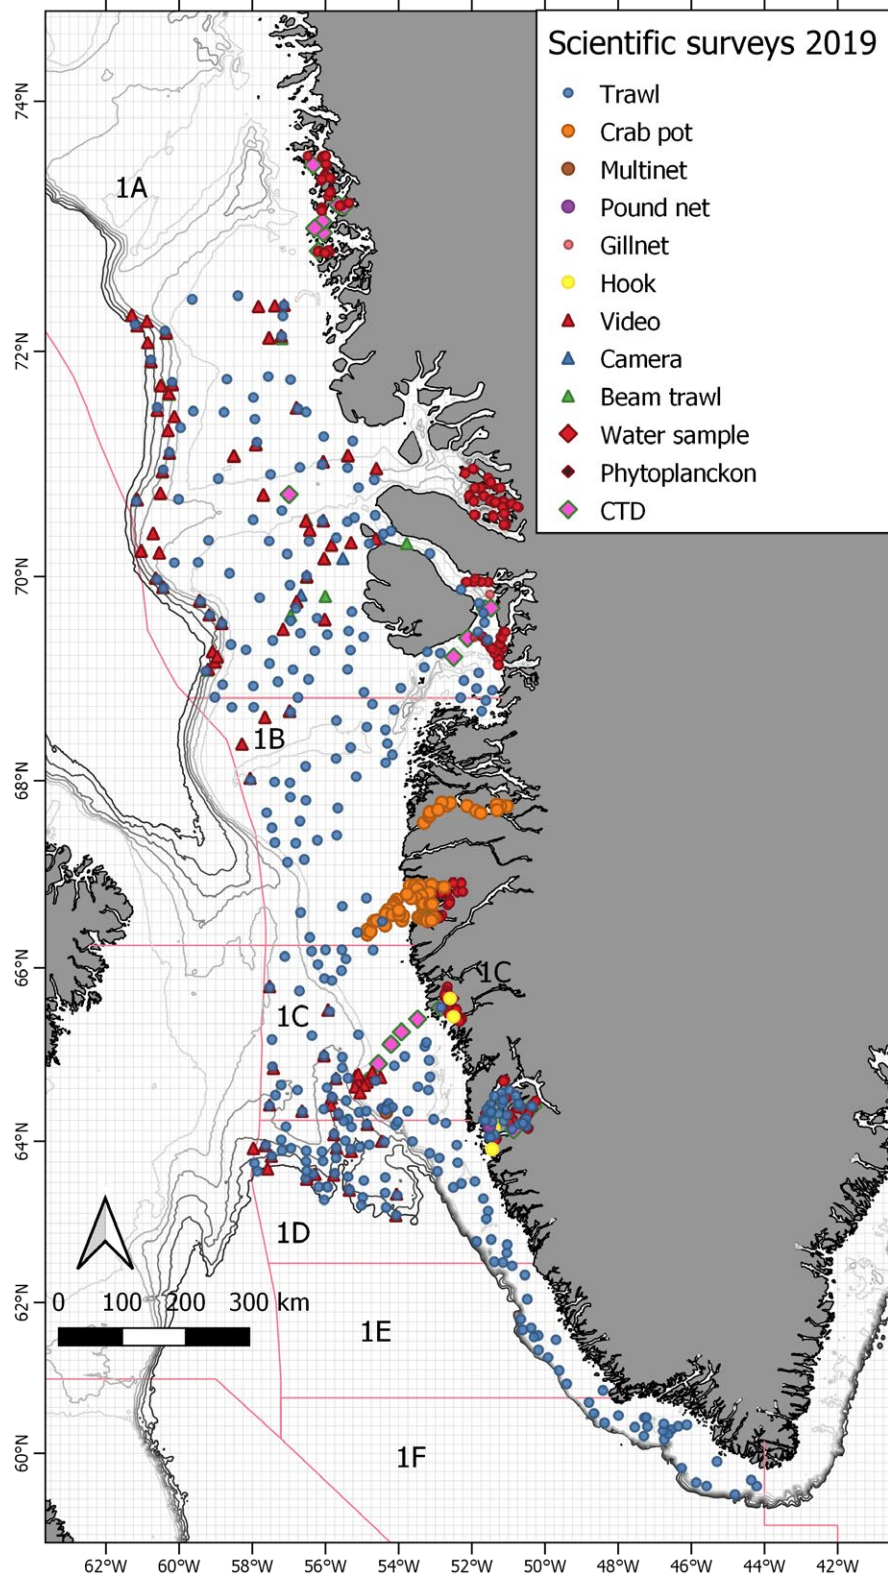 Scientific surveys 2019
Trawl
Crab pot
Multinet
Pound net
Gillnet
Hook
Video
Camera
Beam trawl
Water sample
Phytoplanckon
CTD
74°N
72°N
70°N
68°N
66°N
64°N
62°N
60°N
1A
1B
1C
1C
1D
1E
1F
0 100 200 300 km
62°W 60°W 58°W 56°W 54°W 52°W 50°W 48°W 46°W 44°W 42°W